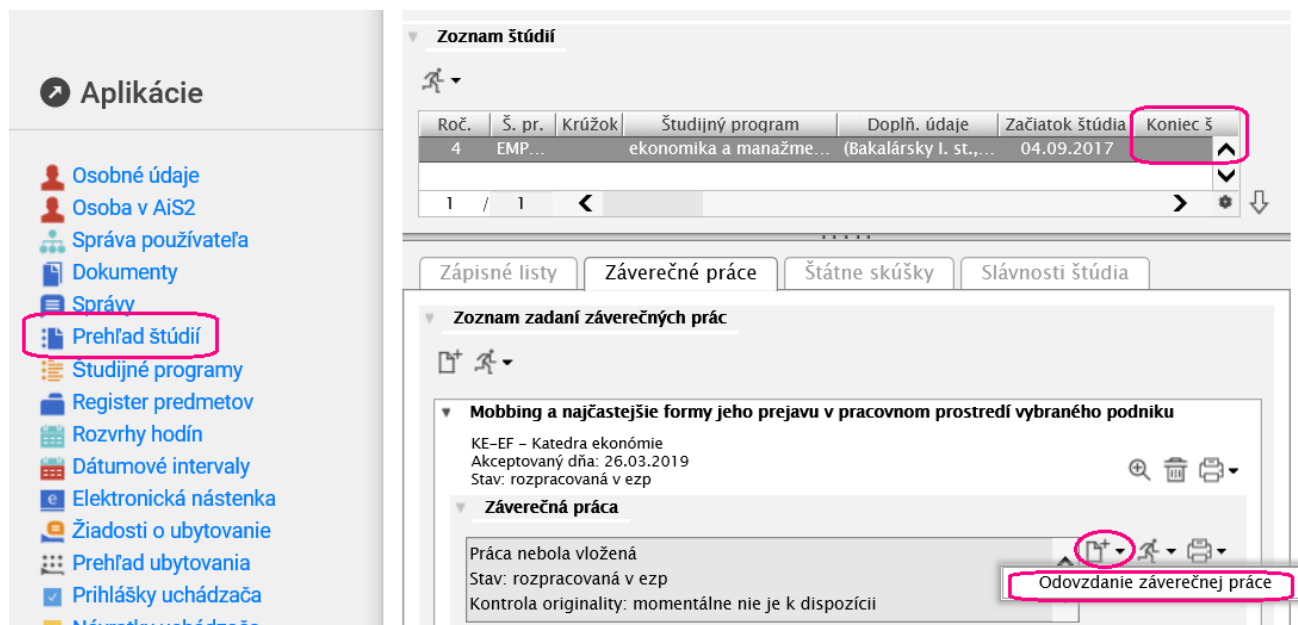 Aplikácie
Osobné údaje
Osoba v AiS2
Správa používateľa
Dokumenty
Správy
Prehľad štúdií
Študijné programy
Register predmetov
Rozvrhy hodín
Dátumové intervaly
Elektronická nástenka
Žiadosti o ubytovanie
Prehľad ubytovania
Prihlášky uchádzača
Zoznam štúdií
Roč. Š. pr. Krúžok Študijný program Doplň. údaje Začiatok štúdia Koniec š
4 EMP... ekonomika a manažme... (Bakalársky I. st.,... 04.09.2017
1 / 1
Zápisné listy Záverečné práce Štátne skúšky Slávnosti štúdia
Zoznam zadaní záverečných prác
Mobbing a najčastejšie formy jeho prejavu v pracovnom prostredí vybraného podniku
KE-EF – Katedra ekonómie
Akceptovaný dňa: 26.03.2019
Stav: rozpracovaná v ezp
Záverečná práca
Práca nebola vložená
Stav: rozpracovaná v ezp
Kontrola originality: momentálne nie je k dispozícii
Odovzdanie záverečnej práce